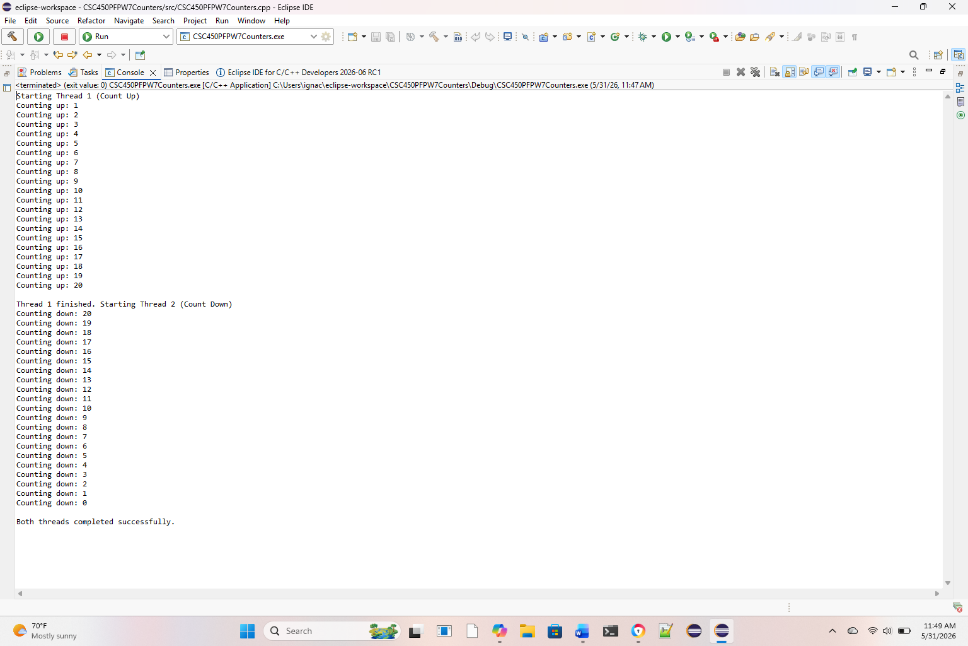 eclipse-workspace - CSC450PFPW7Counters/src/CSC450PFPW7Counters.cpp - Eclipse IDE
File Edit Source Refactor Navigate Search Project Run Window Help
Run CSC450PFPW7Counters.exe
Problems Tasks Console Properties Eclipse IDE for C/C++ Developers 2026-06 RC1
<terminated> (exit value: 0) CSC450PFPW7Counters.exe [C/C++ Application] C:\Users\ignac\eclipse-workspace\CSC450PFPW7Counters\Debug\CSC450PFPW7Counters.exe (5/31/26, 11:47 AM)
Starting Thread 1 (Count Up)
Counting up: 1
Counting up: 2
Counting up: 3
Counting up: 4
Counting up: 5
Counting up: 6
Counting up: 7
Counting up: 8
Counting up: 9
Counting up: 10
Counting up: 11
Counting up: 12
Counting up: 13
Counting up: 14
Counting up: 15
Counting up: 16
Counting up: 17
Counting up: 18
Counting up: 19
Counting up: 20
Thread 1 finished. Starting Thread 2 (Count Down)
Counting down: 20
Counting down: 19
Counting down: 18
Counting down: 17
Counting down: 16
Counting down: 15
Counting down: 14
Counting down: 13
Counting down: 12
Counting down: 11
Counting down: 10
Counting down: 9
Counting down: 8
Counting down: 7
Counting down: 6
Counting down: 5
Counting down: 4
Counting down: 3
Counting down: 2
Counting down: 1
Counting down: 0
Both threads completed successfully.
70°F
Mostly sunny
Search
11:49 AM
5/31/2026